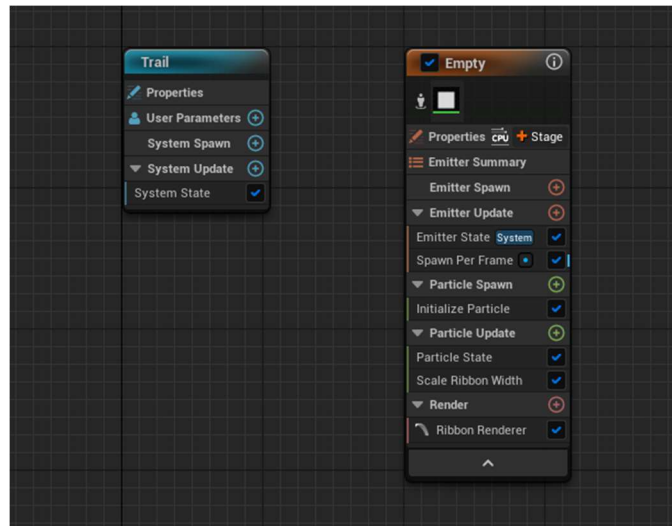 Trail
Properties
User Parameters
System Spawn
System Update
System State
Empty
Properties CPU Stage
Emitter Summary
Emitter Spawn
Emitter Update
Emitter State System
Spawn Per Frame
Particle Spawn
Initialize Particle
Particle Update
Particle State
Scale Ribbon Width
Render
Ribbon Renderer